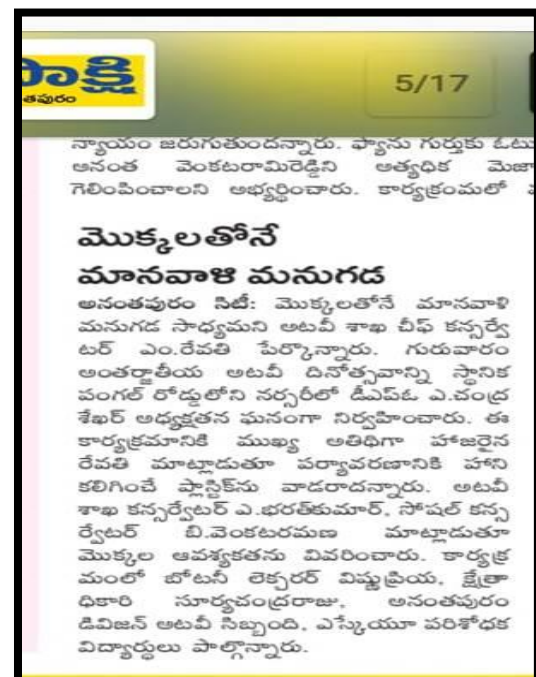 సాక్షి
తపురం
5/17
న్యాయం జరుగుతుందన్నారు. ఫ్యాను గుర్తుకు ఓటు
అనంత వెంకటరామిరెడ్డిని అత్యధిక మెజా
గెలిపించాలని అభ్యర్థించారు. కార్యక్రంమలో
మొక్కలతోనే
మానవాళి మనుగడ
అనంతపురం సిటీ: మొక్కలతోనే మానవాళి
మనుగడ సాధ్యమని అటవీ శాఖ చీఫ్ కన్సర్వే
టర్ ఎం.రేవతి పేర్కొన్నారు. గురువారం
అంతర్జాతీయ అటవీ దినోత్సవాన్ని స్థానిక
పంగల్ రోడ్డులోని నర్సరీలో డీఎఫ్ఓ ఎ.చంద్ర
శేఖర్ అధ్యక్షతన ఘనంగా నిర్వహించారు. ఈ
కార్యక్రమానికి ముఖ్య అతిథిగా హాజరైన
రేవతి మాట్లాడుతూ పర్యావరణానికి హాని
కలిగించే ప్లాస్టిక్‌ను వాడరాదన్నారు. అటవీ
శాఖ కన్సర్వేటర్ ఎ.భరత్‌కుమార్, సోషల్ కన్స
ర్వేటర్ బి.వెంకటరమణ మాట్లాడుతూ
మొక్కల ఆవశ్యకతను వివరించారు. కార్యక్ర
మంలో బోటనీ లెక్చరర్ విష్ణుప్రియ, క్షేత్రా
ధికారి సూర్యచంద్రరాజు, అనంతపురం
డివిజన్ అటవీ సిబ్బంది, ఎస్కేయూ పరిశోధక
విద్యార్థులు పాల్గొన్నారు.